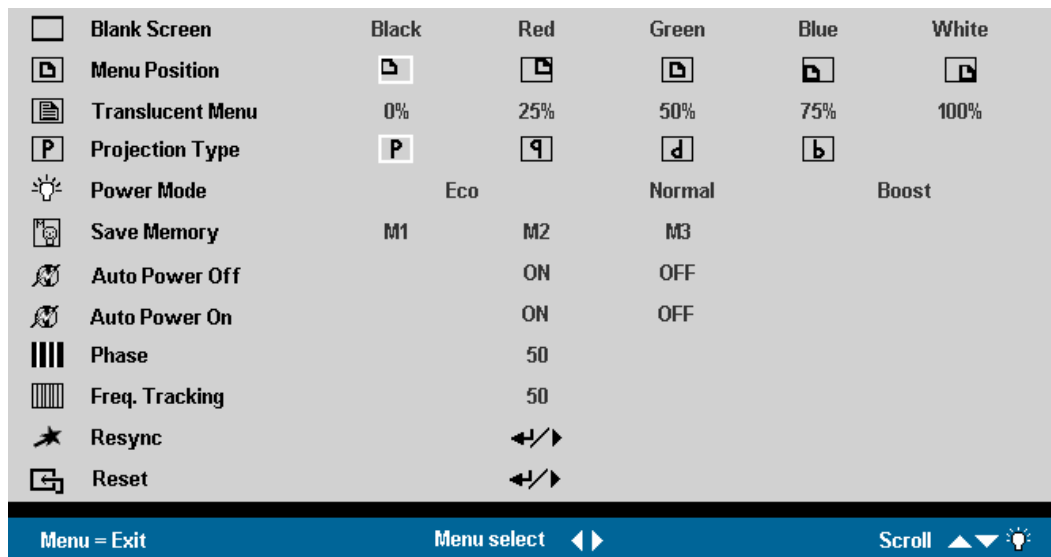 Blank Screen Black Red Green Blue White
Menu Position
Translucent Menu 0% 25% 50% 75% 100%
P Projection Type P
Power Mode Eco Normal Boost
M Save Memory M1 M2 M3
Auto Power Off ON OFF
Auto Power On ON OFF
Phase 50
Freq. Tracking 50
Resync
Reset
Menu = Exit Menu select Scroll